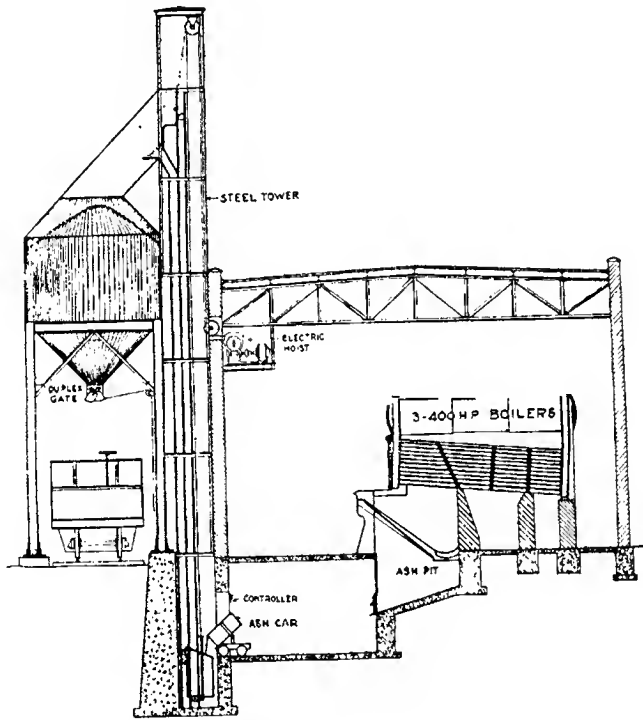 STEEL TOWER
ELECTRIC
HOIST
DUPLEX
GATE
3-400 H.P. BOILERS
ASH PIT
CONTROLLER
ASH CAR